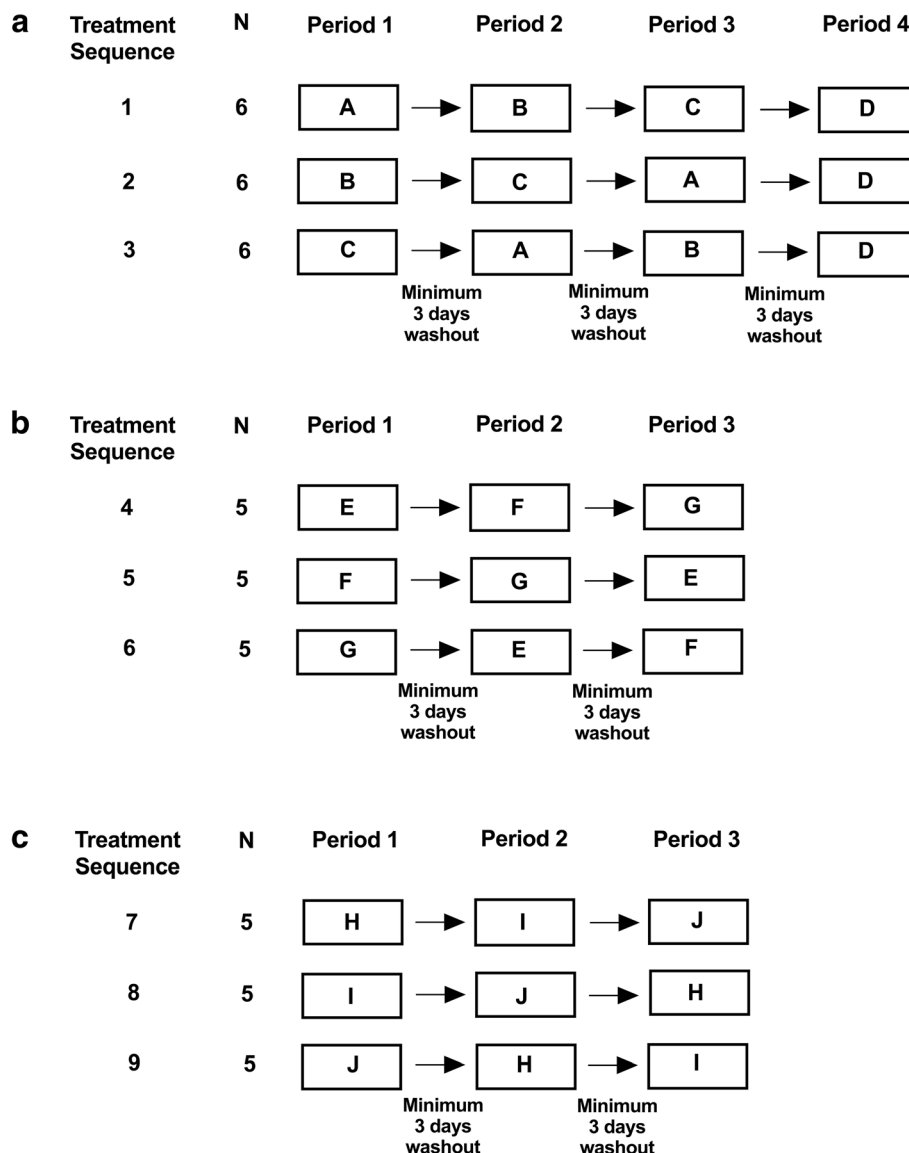 a Treatment Sequence N Period 1 Period 2 Period 3 Period 4
1 6 A B C D
2 6 B C A D
3 6 C A B D
Minimum 3 days washout Minimum 3 days washout Minimum 3 days washout
b Treatment Sequence N Period 1 Period 2 Period 3
4 5 E F G
5 5 F G E
6 5 G E F
Minimum 3 days washout Minimum 3 days washout
c Treatment Sequence N Period 1 Period 2 Period 3
7 5 H I J
8 5 I J H
9 5 J H I
Minimum 3 days washout Minimum 3 days washout